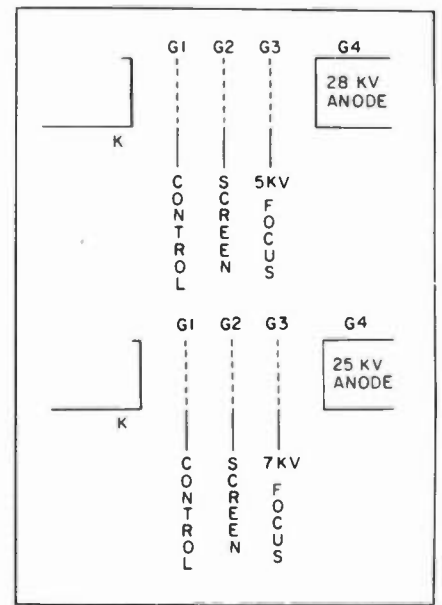 G1 G2 G3 G4
28 KV
ANODE
K
CONTROL
SCREEN
5KV
FOCUS
G1 G2 G3 G4
25 KV
ANODE
K
CONTROL
SCREEN
7KV
FOCUS